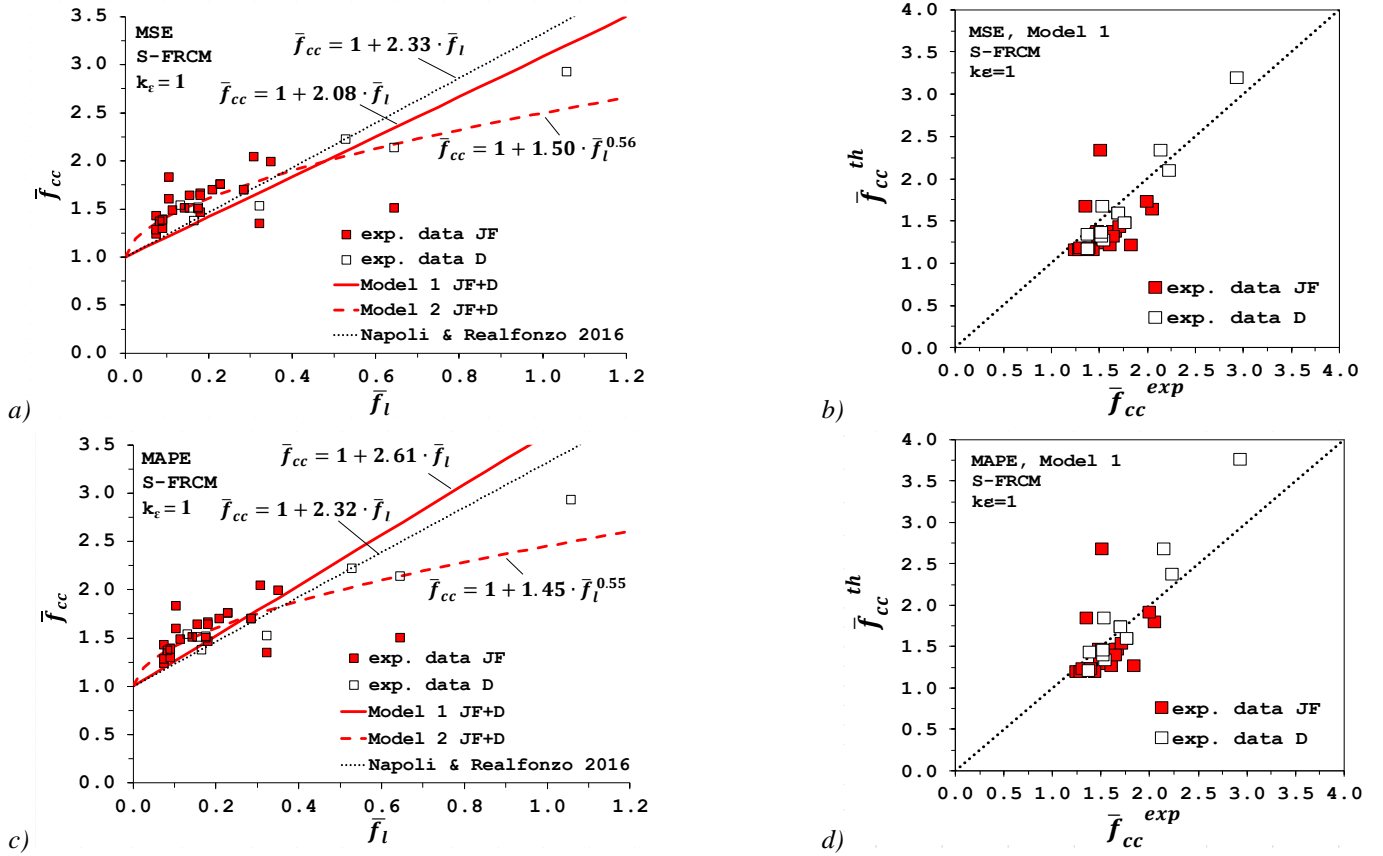 3.5
3.0
2.5
2.0
1.5
1.0
0.5
0.0
f̄cc
MSE
S-FRCM
kε = 1
f̄cc = 1 + 2.33 · f̄l
f̄cc = 1 + 2.08 · f̄l
f̄cc = 1 + 1.50 · f̄l^0.56
exp. data JF
exp. data D
Model 1 JF+D
Model 2 JF+D
Napoli & Realfonzo 2016
0.0 0.2 0.4 0.6 0.8 1.0 1.2
f̄l
a)
4.0
3.5
3.0
2.5
2.0
1.5
1.0
0.5
0.0
f̄cc^th
MSE, Model 1
S-FRCM
kε=1
exp. data JF
exp. data D
0.0 0.5 1.0 1.5 2.0 2.5 3.0 3.5 4.0
f̄cc^exp
b)
3.5
3.0
2.5
2.0
1.5
1.0
0.5
0.0
f̄cc
MAPE
S-FRCM
kε = 1
f̄cc = 1 + 2.61 · f̄l
f̄cc = 1 + 2.32 · f̄l
f̄cc = 1 + 1.45 · f̄l^0.55
exp. data JF
exp. data D
Model 1 JF+D
Model 2 JF+D
Napoli & Realfonzo 2016
0.0 0.2 0.4 0.6 0.8 1.0 1.2
f̄l
c)
4.0
3.5
3.0
2.5
2.0
1.5
1.0
0.5
0.0
f̄cc^th
MAPE, Model 1
S-FRCM
kε=1
exp. data JF
exp. data D
0.0 0.5 1.0 1.5 2.0 2.5 3.0 3.5 4.0
f̄cc^exp
d)